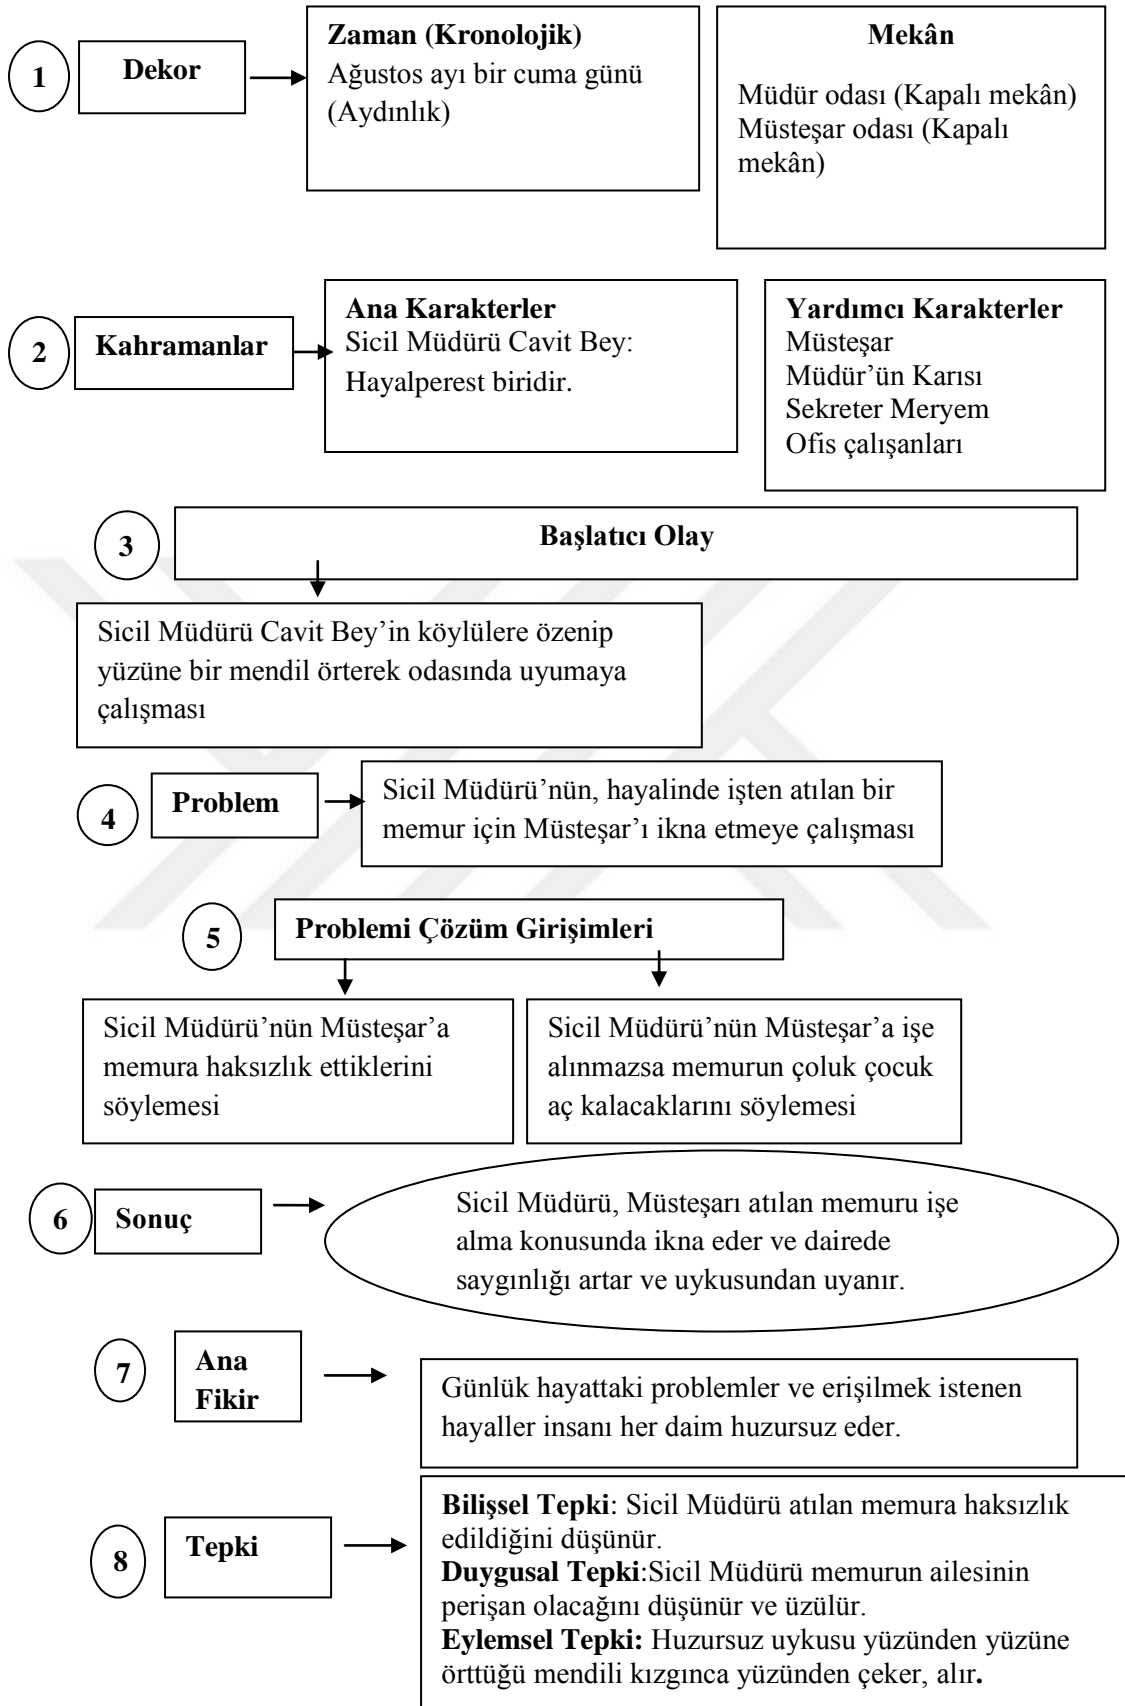 1
Dekor
Zaman (Kronolojik)
Ağustos ayı bir cuma günü
(Aydınlık)
Mekân
Müdür odası (Kapalı mekân)
Müsteşar odası (Kapalı
mekân)
2
Kahramanlar
Ana Karakterler
Sicil Müdürü Cavit Bey:
Hayalperest biridir.
Yardımcı Karakterler
Müsteşar
Müdür’ün Karısı
Sekreter Meryem
Ofis çalışanları
3
Başlatıcı Olay
Sicil Müdürü Cavit Bey’in köylülere özenip
yüzüne bir mendil örterek odasında uyumaya
çalışması
4
Problem
Sicil Müdürü’nün, hayalinde işten atılan bir
memur için Müsteşar’ı ikna etmeye çalışması
5
Problemi Çözüm Girişimleri
Sicil Müdürü’nün Müsteşar’a
memura haksızlık ettiklerini
söylemesi
Sicil Müdürü’nün Müsteşar’a işe
alınmazsa memurun çoluk çocuk
aç kalacaklarını söylemesi
6
Sonuç
Sicil Müdürü, Müsteşarı atılan memuru işe
alma konusunda ikna eder ve dairede
saygınlığı artar ve uykusundan uyanır.
7
Ana
Fikir
Günlük hayattaki problemler ve erişilmek istenen
hayaller insanı her daim huzursuz eder.
8
Tepki
Bilişsel Tepki: Sicil Müdürü atılan memura haksızlık
edildiğini düşünür.
Duygusal Tepki:Sicil Müdürü memurun ailesinin
perişan olacağını düşünür ve üzülür.
Eylemsel Tepki: Huzursuz uykusu yüzünden yüzüne
örttüğü mendili kızgınca yüzünden çeker, alır.